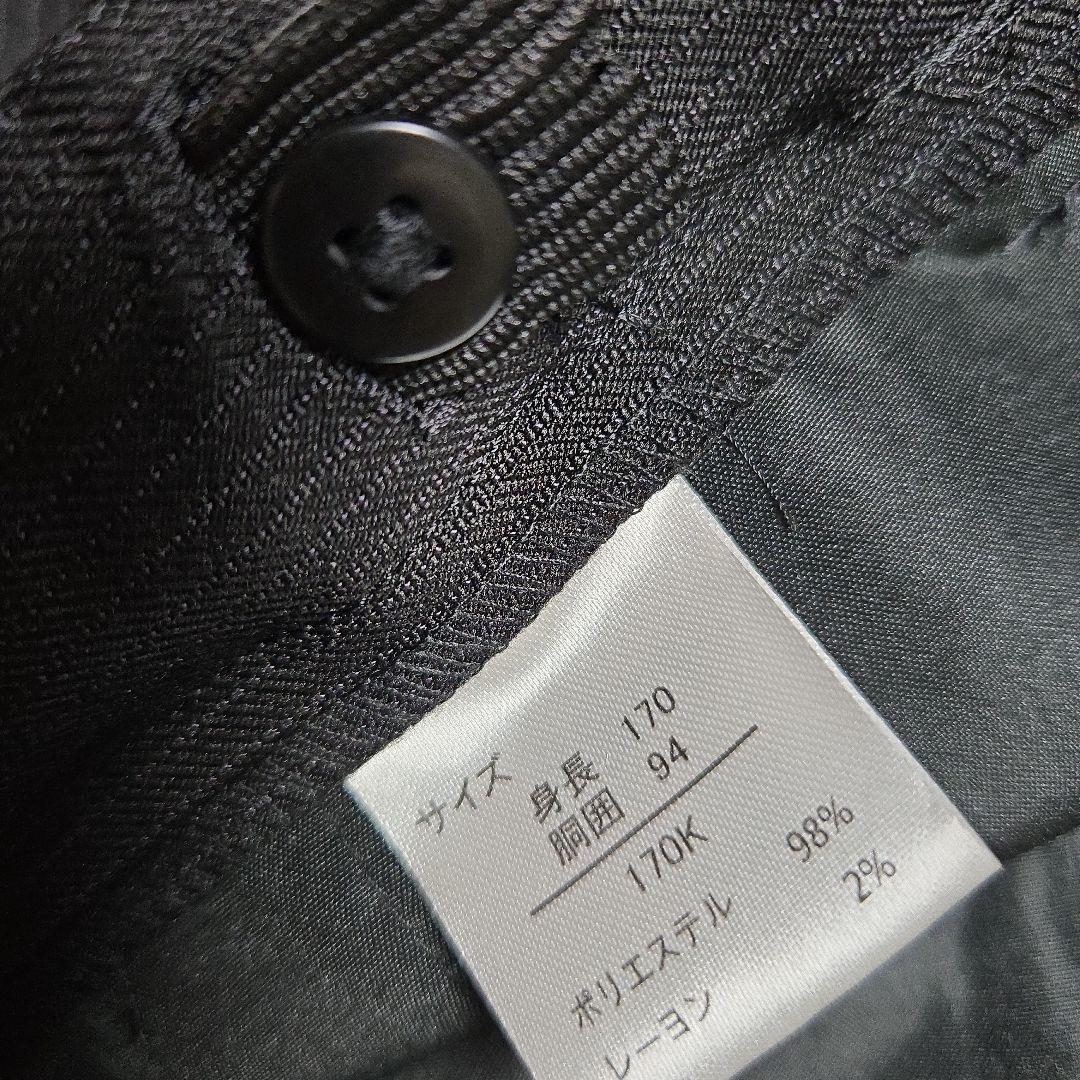 サイズ
身長 170
胴囲 94
170K
ポリエステル 98%
レーヨン 2%